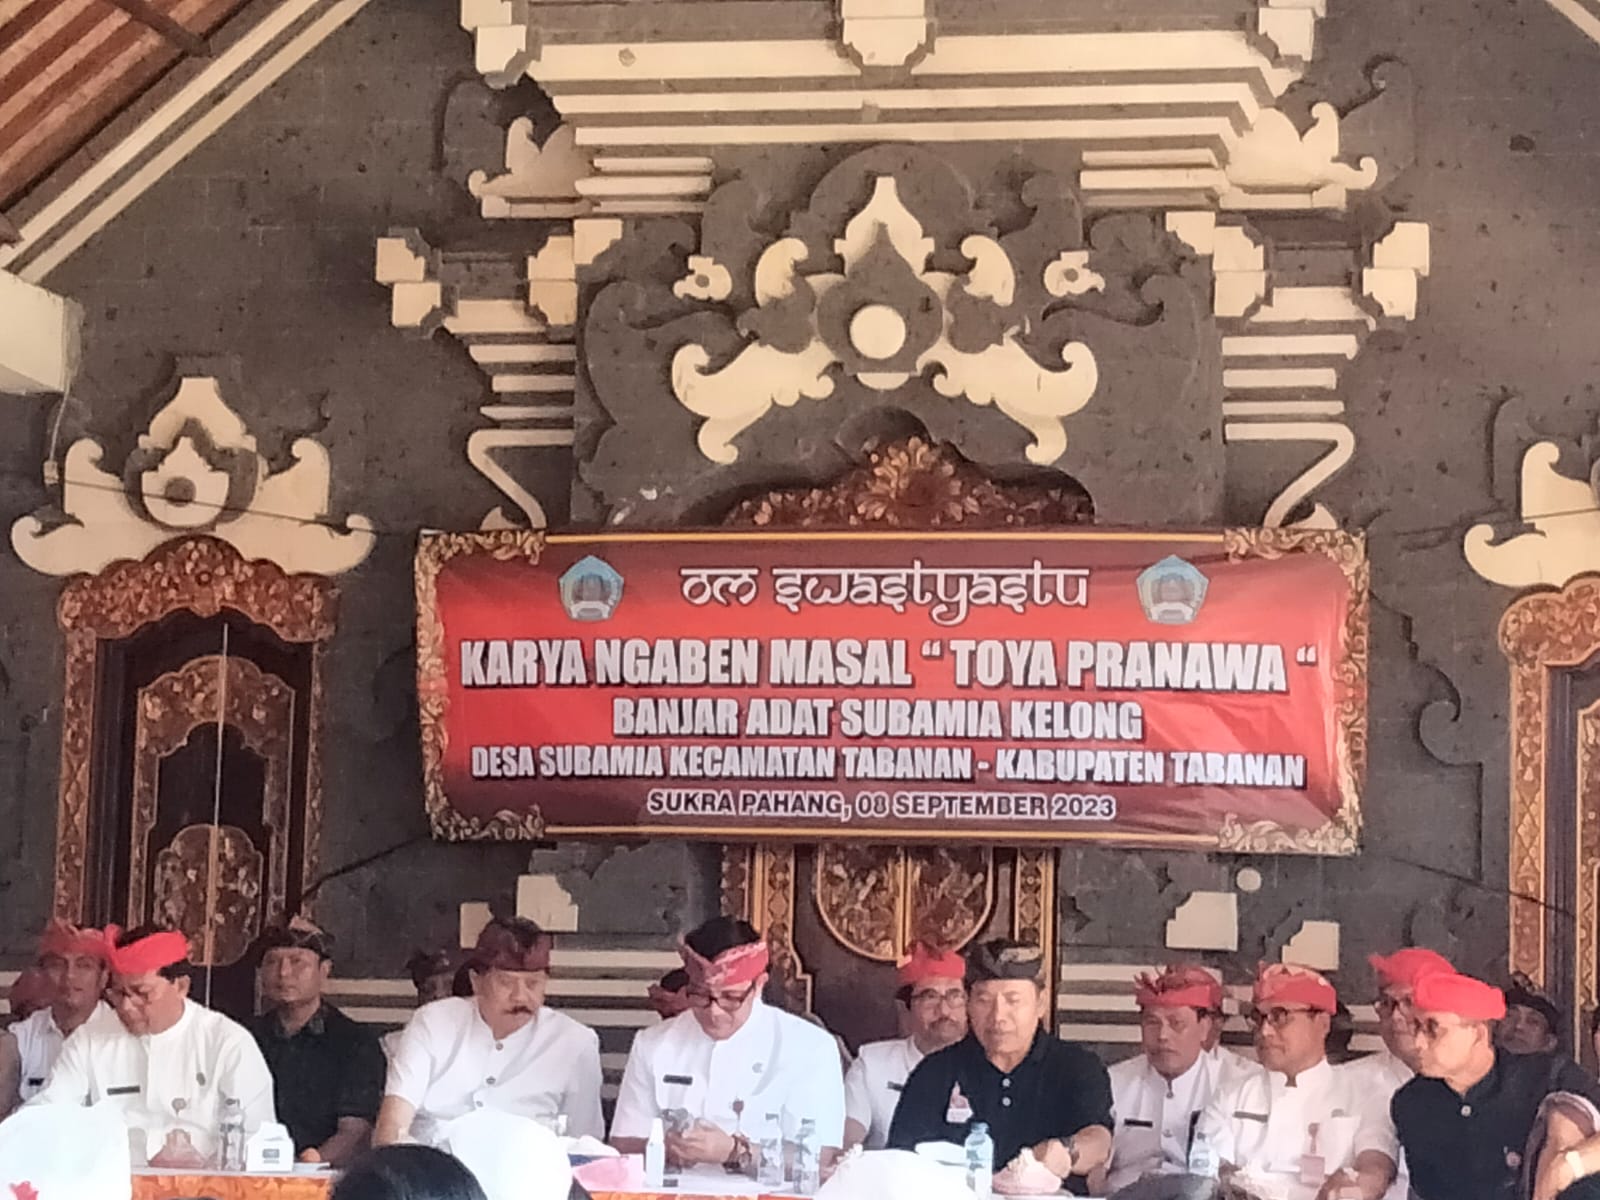 OM SWASTYASTU
KARYA NGABEN MASAL " TOYA PRANAWA "
BANJAR ADAT SUBAMIA KELONG
DESA SUBAMIA KECAMATAN TABANAN - KABUPATEN TABANAN
SUKRA PAHANG, 08 SEPTEMBER 2023